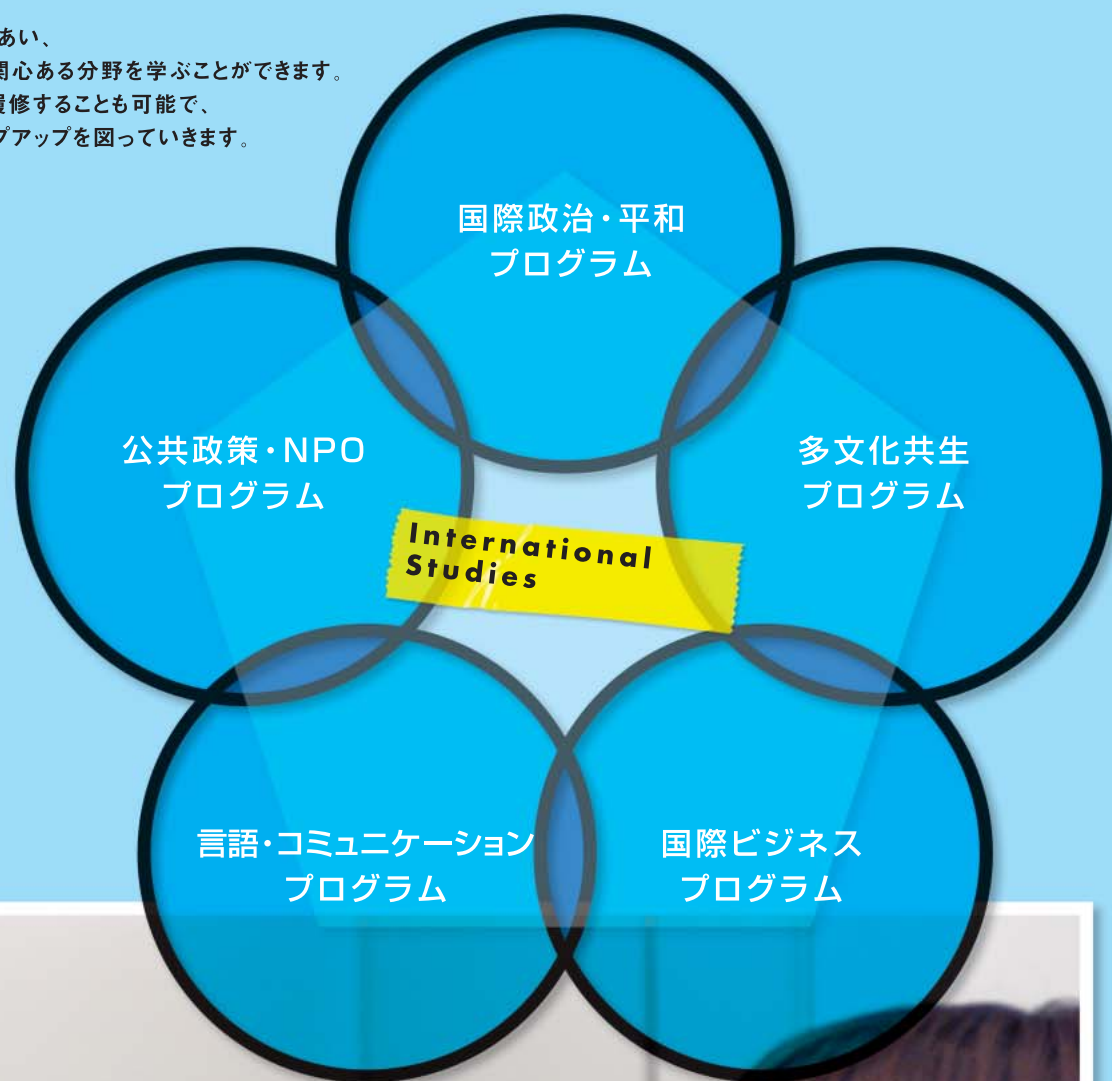 あい、
関心ある分野を学ぶことができます。
履修することも可能で、
プアップを図っていきます。
国際政治・平和
プログラム
公共政策・NPO
プログラム
多文化共生
プログラム
International
Studies
言語・コミュニケーション
プログラム
国際ビジネス
プログラム